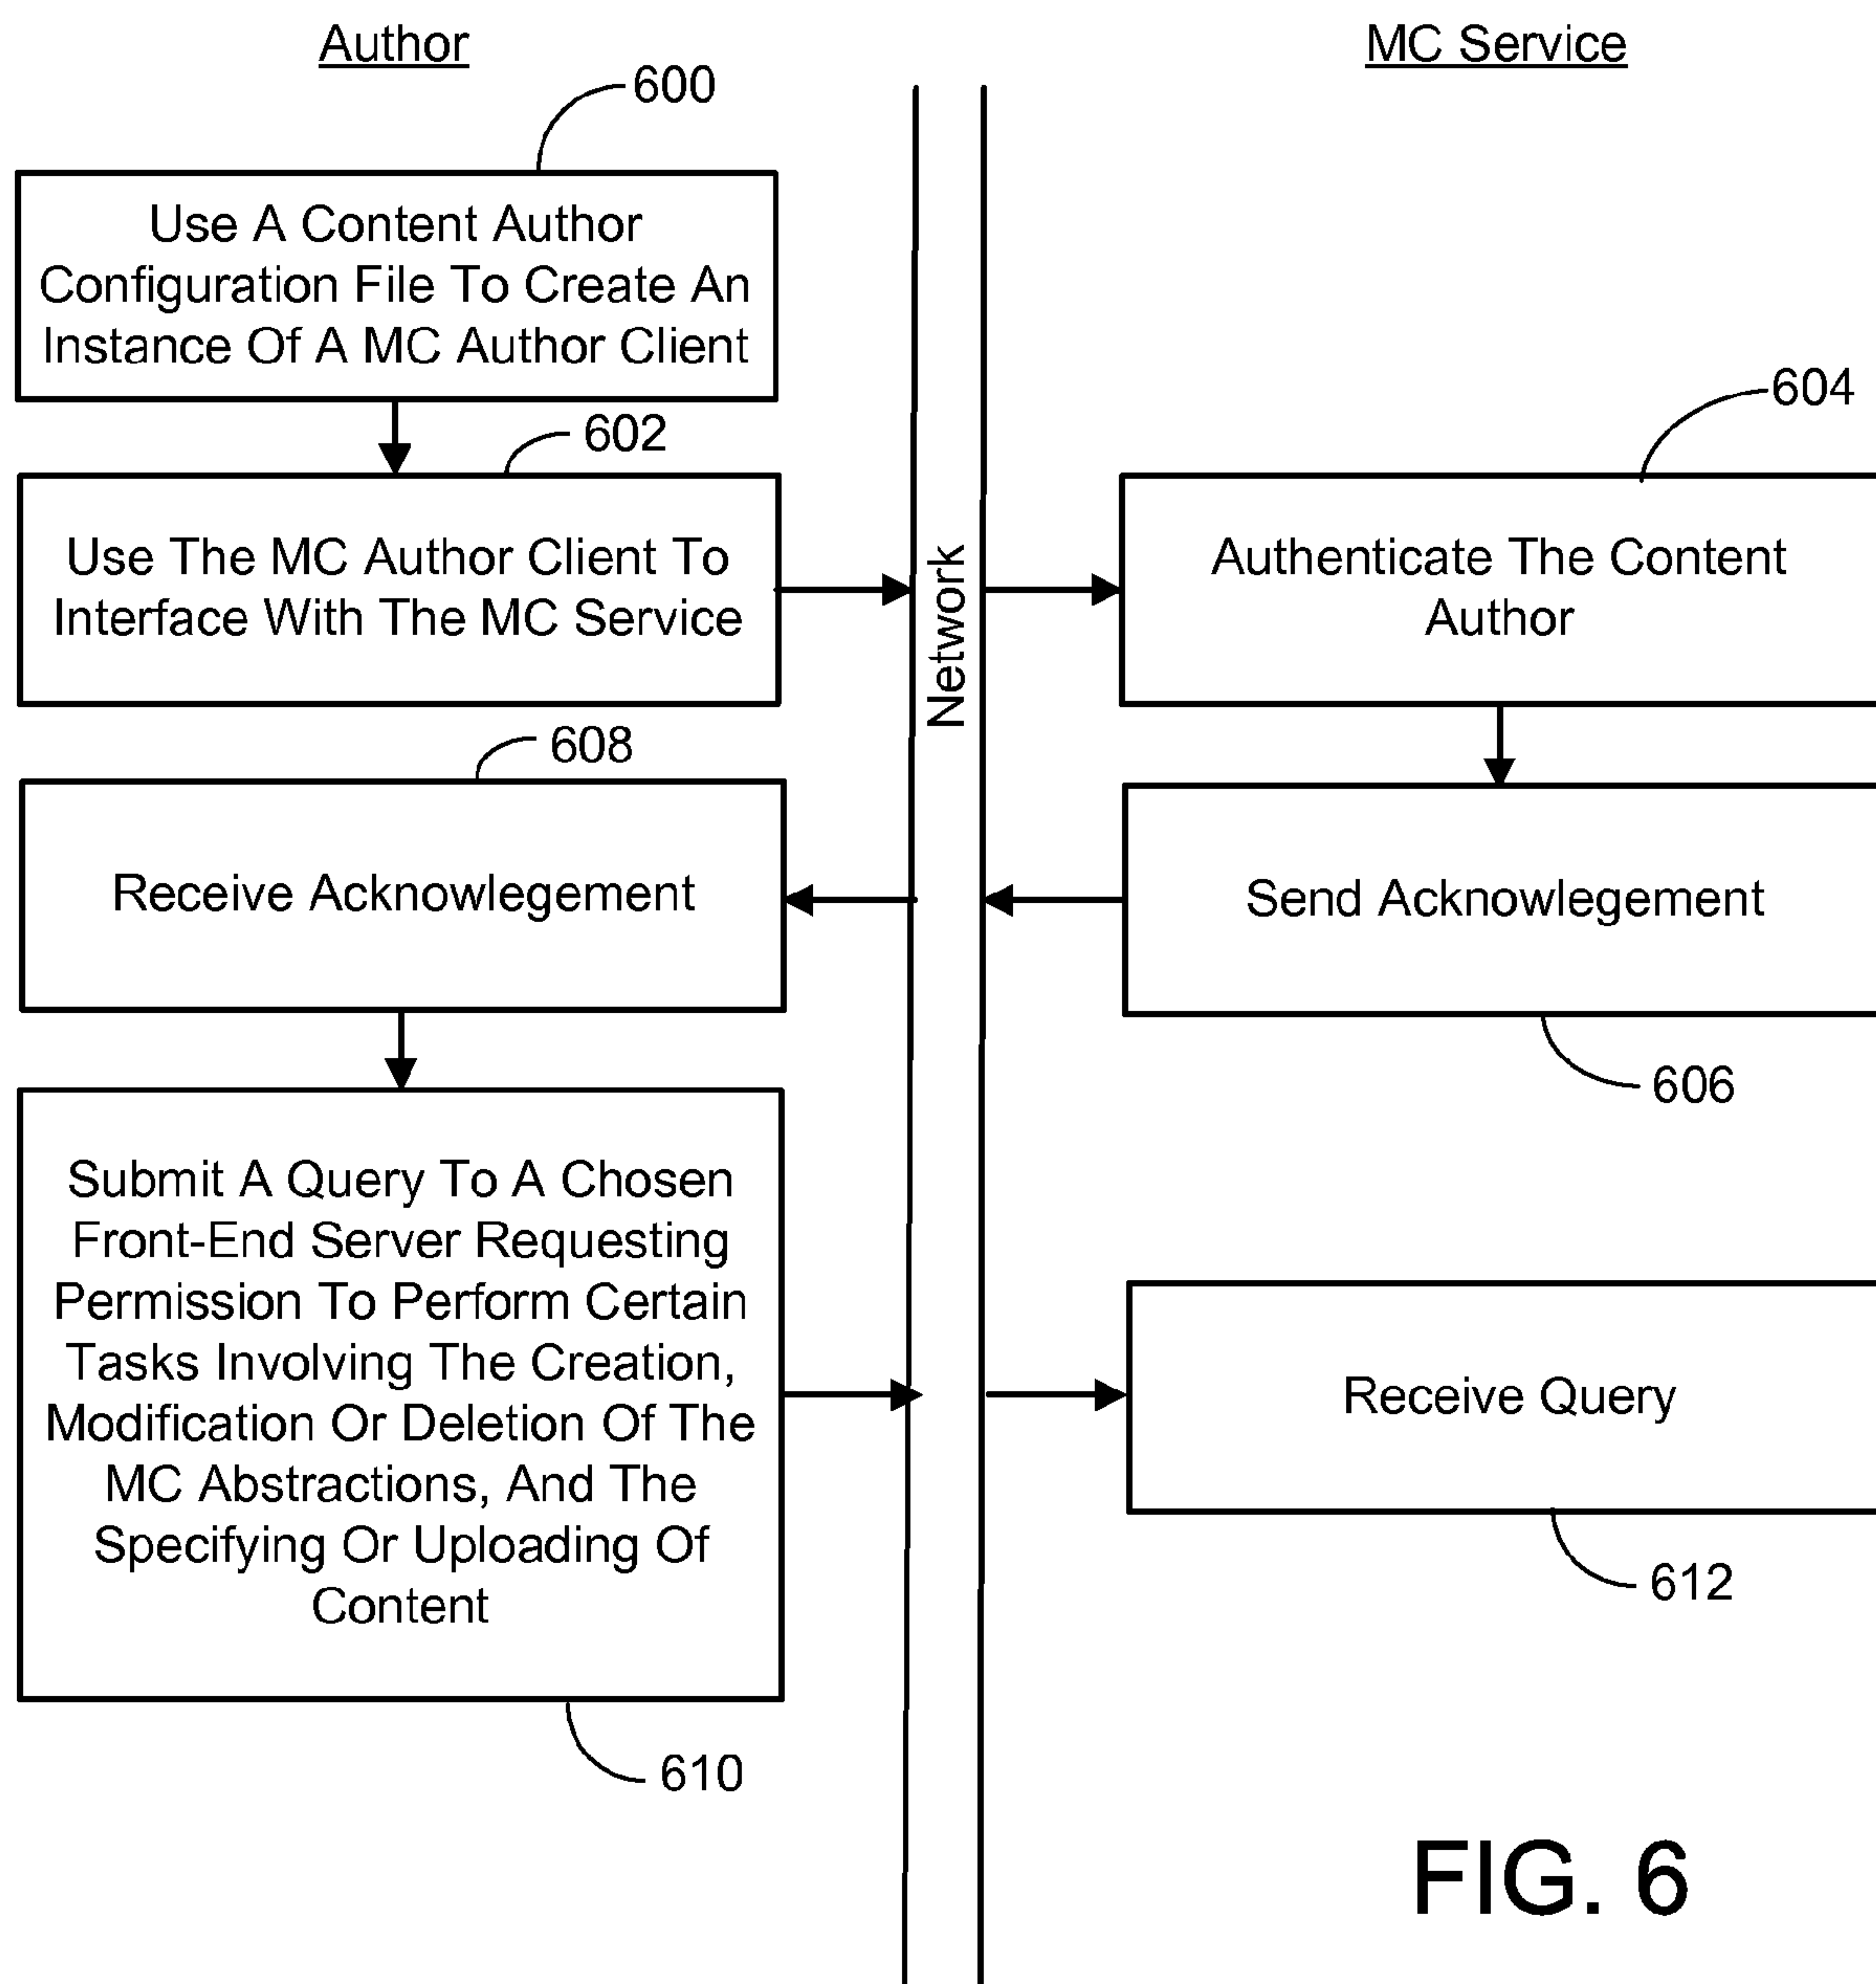 Author
MC Service
600
Use A Content Author
Configuration File To Create An
Instance Of A MC Author Client
604
602
Use The MC Author Client To
Interface With The MC Service
Network
Authenticate The Content
Author
608
Receive Acknowlegement
Send Acknowlegement
606
Submit A Query To A Chosen
Front-End Server Requesting
Permission To Perform Certain
Tasks Involving The Creation,
Modification Or Deletion Of The
MC Abstractions, And The
Specifying Or Uploading Of
Content
Receive Query
612
610
FIG. 6